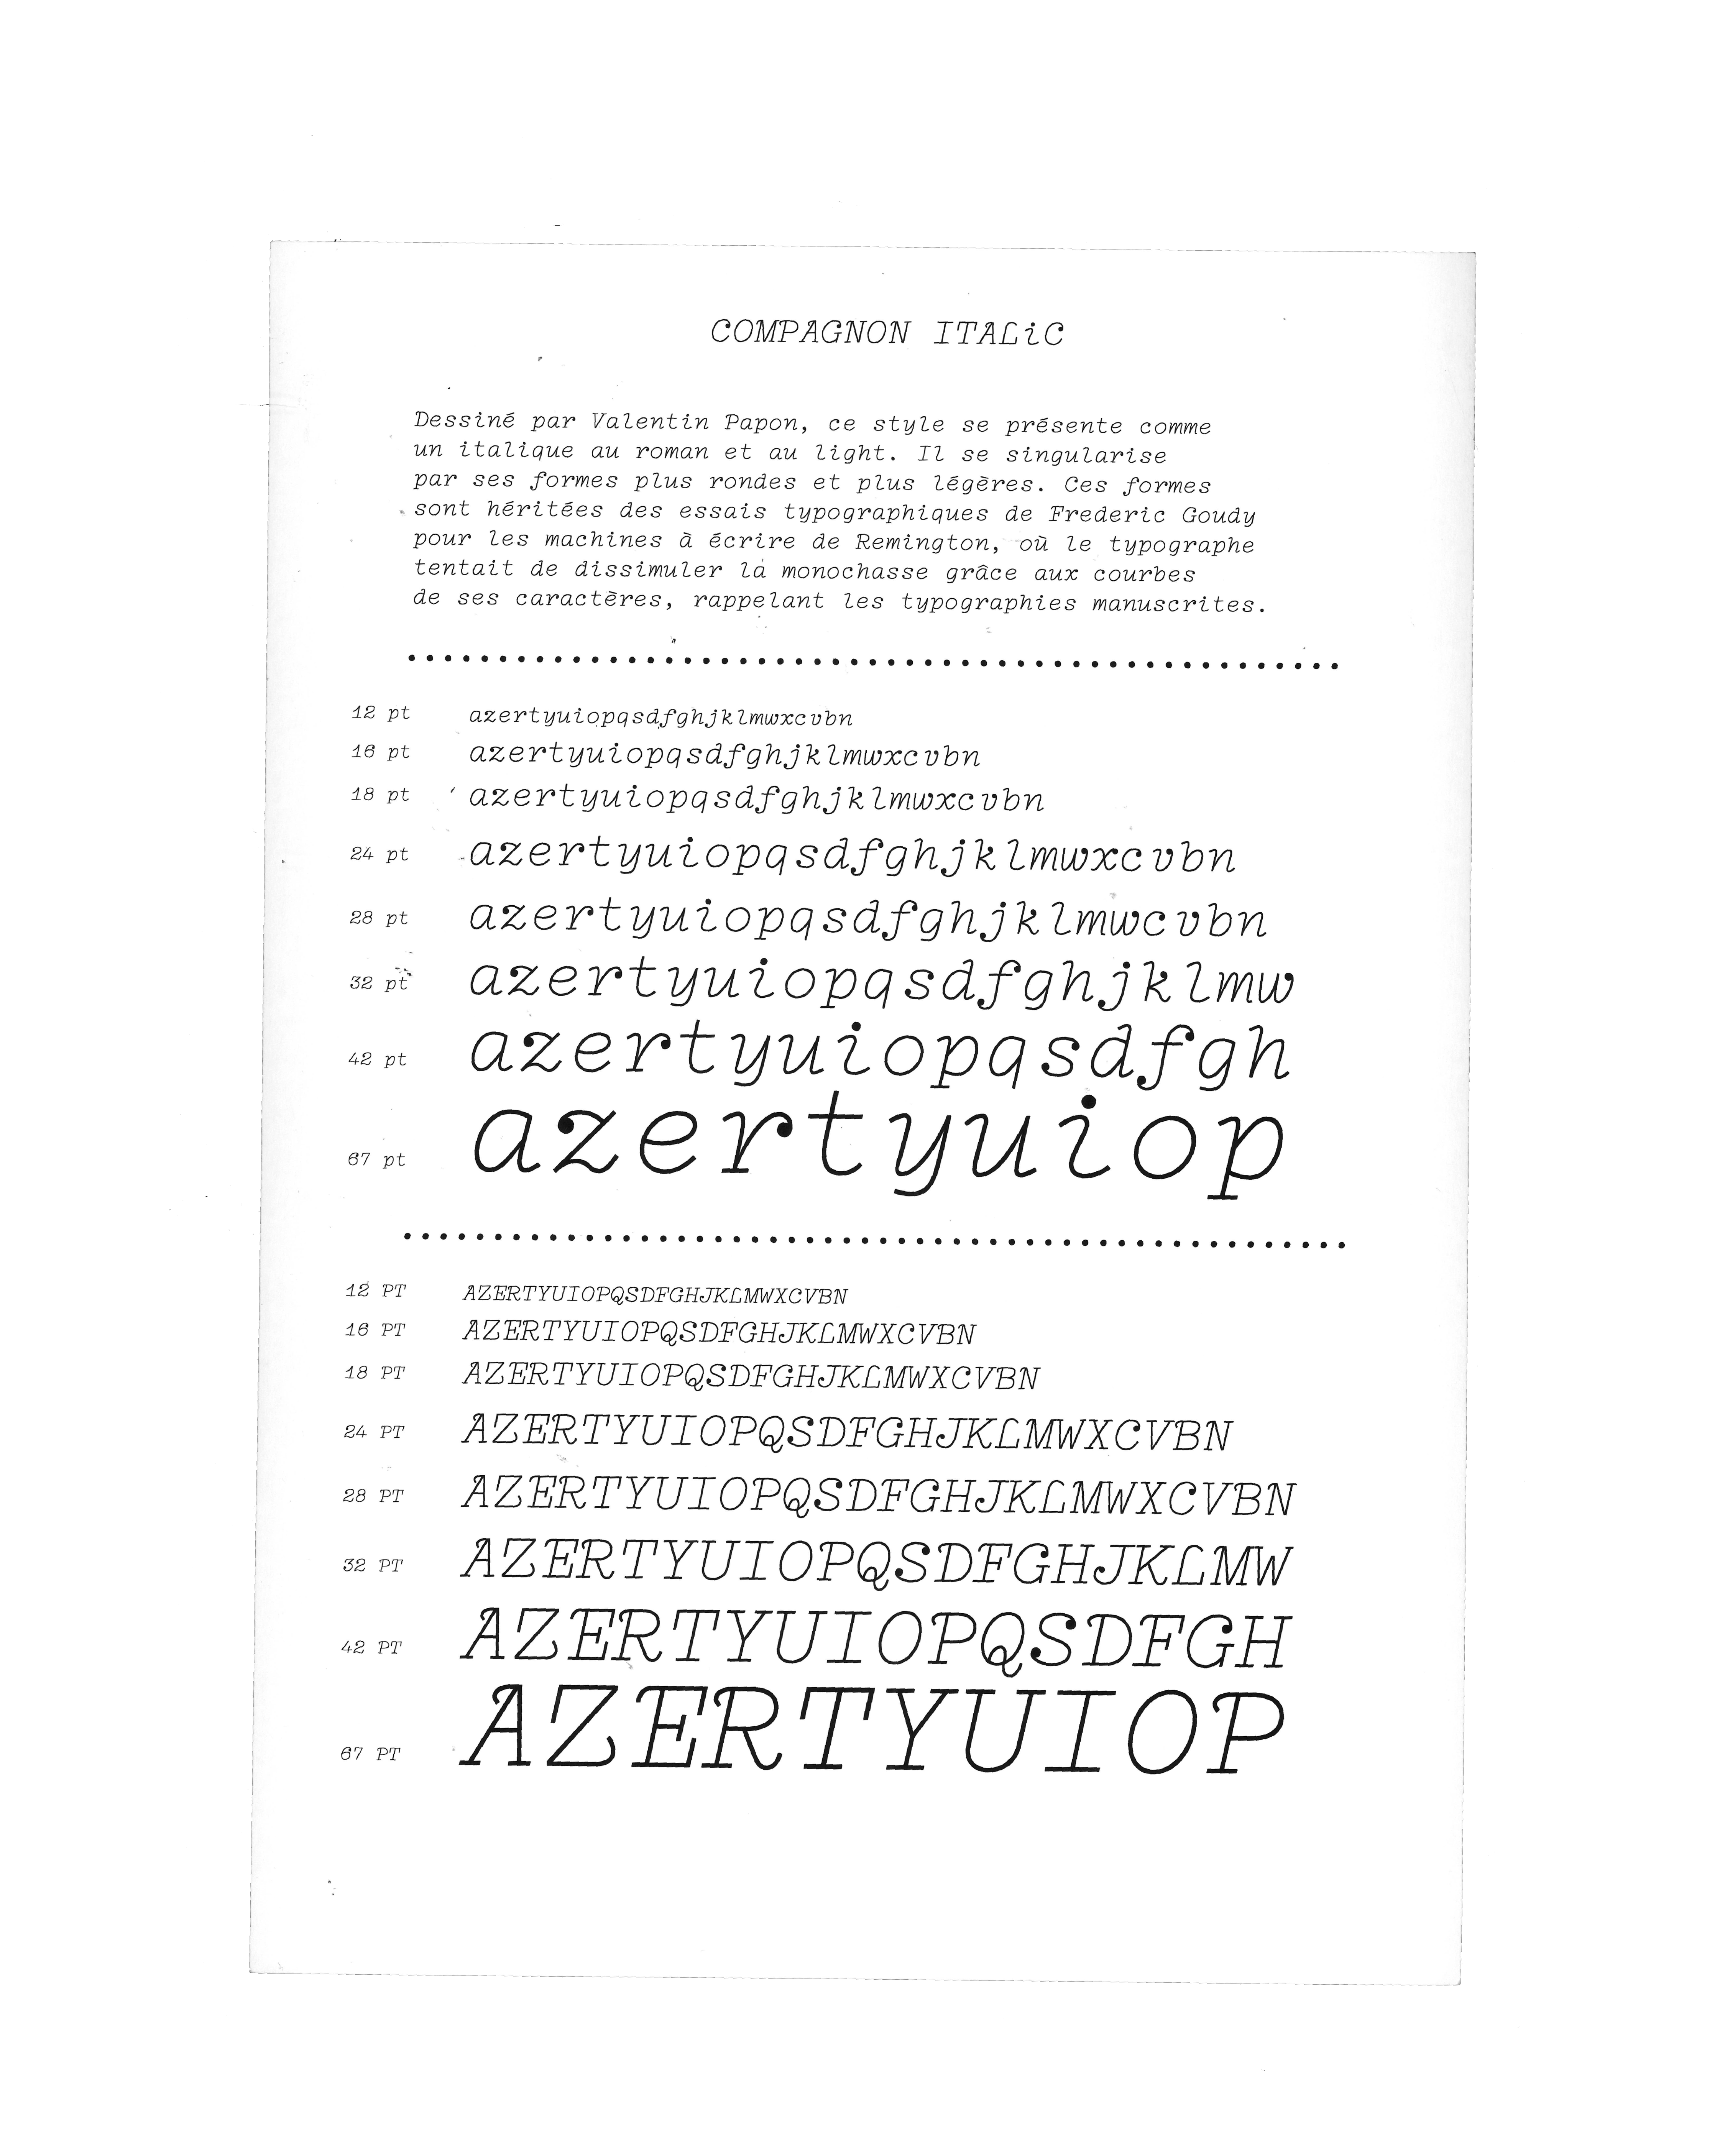 COMPAGNON ITALiC
Dessiné par Valentin Papon, ce style se présente comme
un italique au roman et au light. Il se singularise
par ses formes plus rondes et plus légères. Ces formes
sont héritées des essais typographiques de Frederic Goudy
pour les machines à écrire de Remington, où le typographe
tentait de dissimuler la monochasse grâce aux courbes
de ses caractères, rappelant les typographies manuscrites.
12 pt azertyuiopqsdfghjklmwxcvbn
16 pt azertyuiopqsdfghjklmwxcvbn
18 pt azertyuiopqsdfghjklmwxcvbn
24 pt azertyuiopqsdfghjklmwxcvbn
28 pt azertyuiopqsdfghjklmwcvbn
32 pt azertyuiopqsdfghjklmw
42 pt azertyuiopqsdfgh
67 pt azertyuiop
12 PT AZERTYUIOPQSDFGHJKLMWXCVBN
16 PT AZERTYUIOPQSDFGHJKLMWXCVBN
18 PT AZERTYUIOPQSDFGHJKLMWXCVBN
24 PT AZERTYUIOPQSDFGHJKLMWXCVBN
28 PT AZERTYUIOPQSDFGHJKLMWXCVBN
32 PT AZERTYUIOPQSDFGHJKLMW
42 PT AZERTYUIOPQSDFGH
67 PT AZERTYUIOP